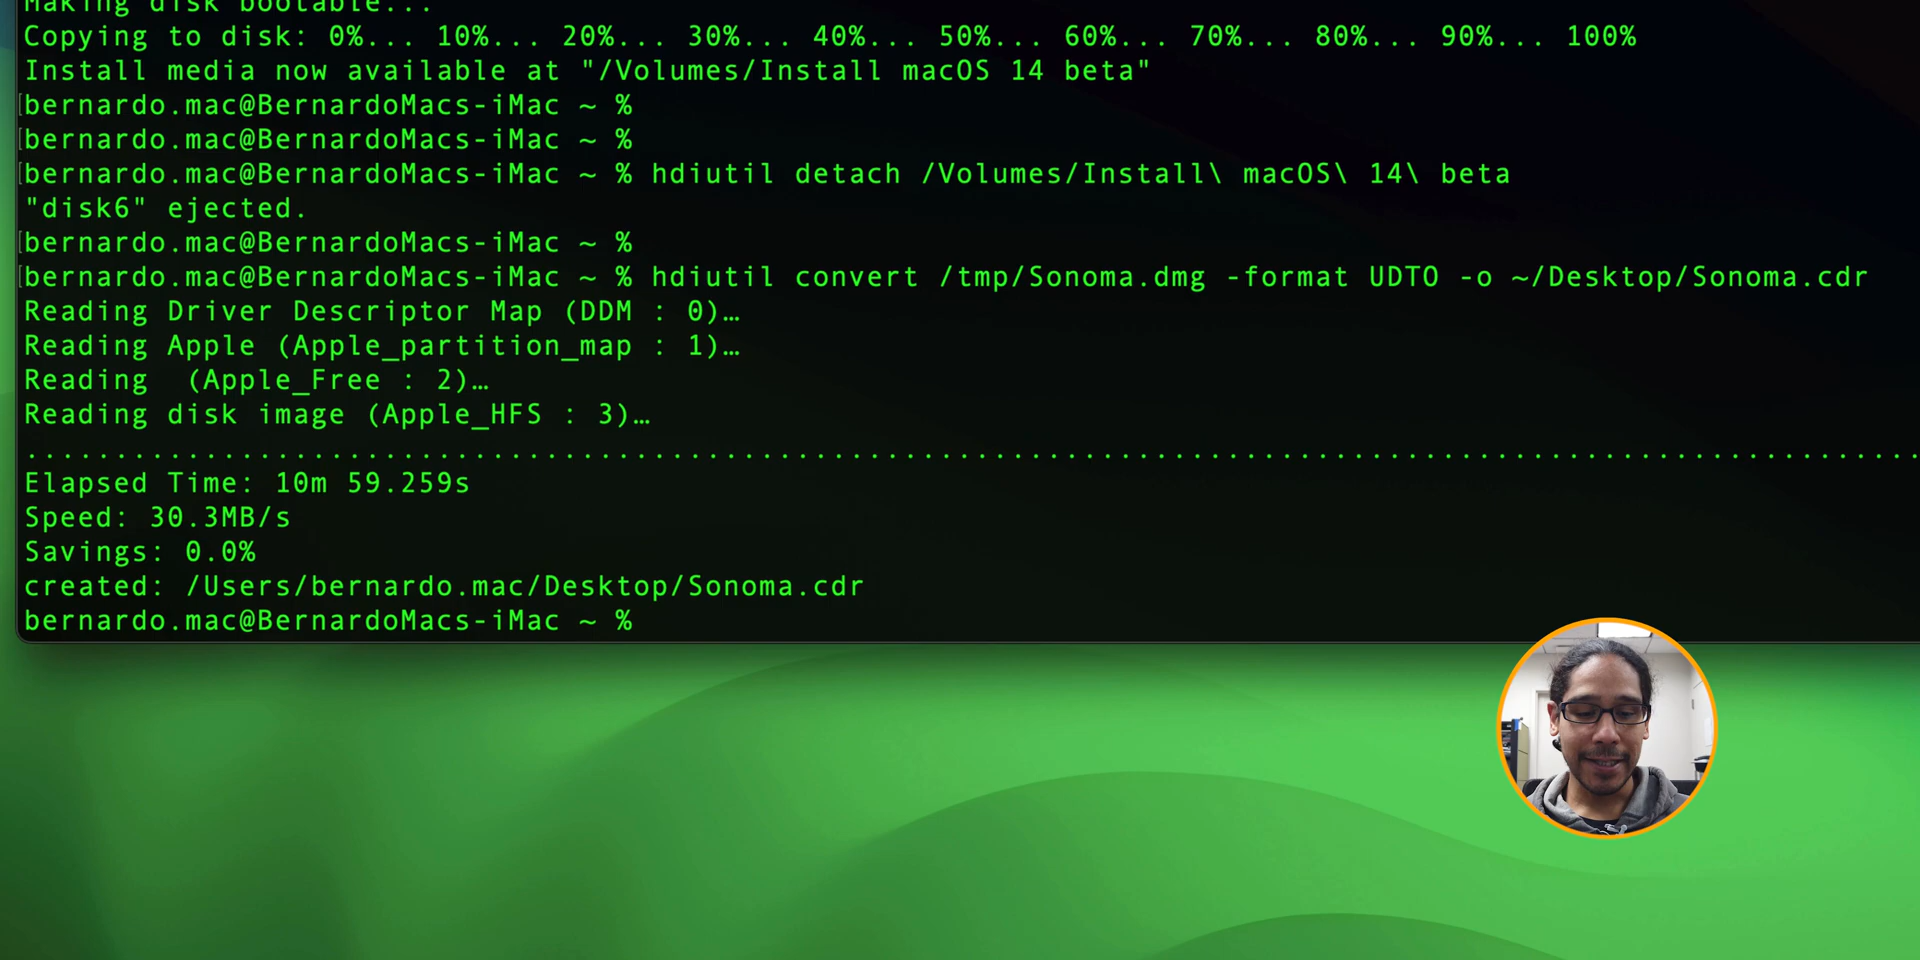 Making disk bootable...
Copying to disk: 0%... 10%... 20%... 30%... 40%... 50%... 60%... 70%... 80%... 90%... 100%
Install media now available at "/Volumes/Install macOS 14 beta"
[bernardo.mac@BernardoMacs-iMac ~ %
[bernardo.mac@BernardoMacs-iMac ~ %
[bernardo.mac@BernardoMacs-iMac ~ % hdiutil detach /Volumes/Install\ macOS\ 14\ beta
"disk6" ejected.
[bernardo.mac@BernardoMacs-iMac ~ %
[bernardo.mac@BernardoMacs-iMac ~ % hdiutil convert /tmp/Sonoma.dmg -format UDTO -o ~/Desktop/Sonoma.cdr
Reading Driver Descriptor Map (DDM : 0)…
Reading Apple (Apple_partition_map : 1)…
Reading  (Apple_Free : 2)…
Reading disk image (Apple_HFS : 3)…
..........................................................................................................
Elapsed Time: 10m 59.259s
Speed: 30.3MB/s
Savings: 0.0%
created: /Users/bernardo.mac/Desktop/Sonoma.cdr
bernardo.mac@BernardoMacs-iMac ~ %